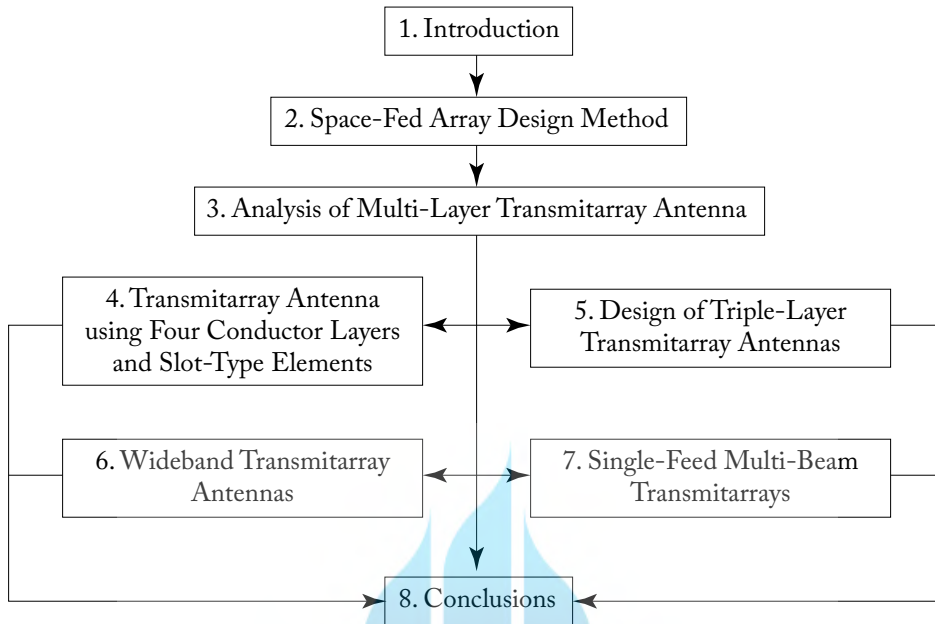 1. Introduction
2. Space-Fed Array Design Method
3. Analysis of Multi-Layer Transmitarray Antenna
4. Transmitarray Antenna
using Four Conductor Layers
and Slot-Type Elements
5. Design of Triple-Layer
Transmitarray Antennas
6. Wideband Transmitarray
Antennas
7. Single-Feed Multi-Beam
Transmitarrays
8. Conclusions